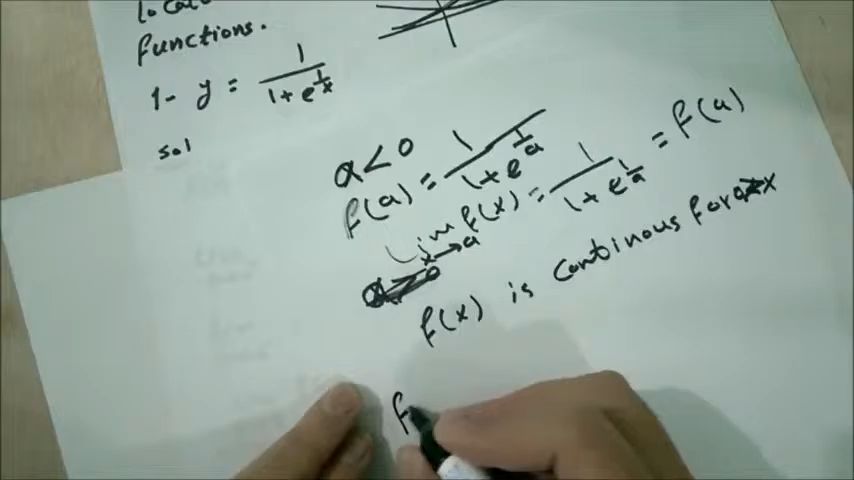 functions.
1- y = 1/(1+e^(1/x))
sol
a < 0
f(a) = 1/(1+e^(1/a))
lim x→a f(x) = 1/(1+e^(1/a)) = f(a)
f(x) is continous for x
f